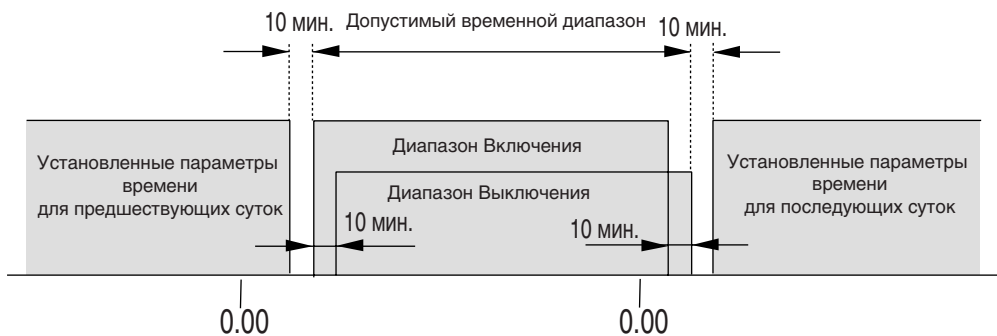 10 мин.
Допустимый временной диапазон
10 мин.
Диапазон Включения
Установленные параметры
времени
для предшествующих суток
Установленные параметры
времени
для последующих суток
Диапазон Выключения
10 мин.
10 мин.
0.00
0.00